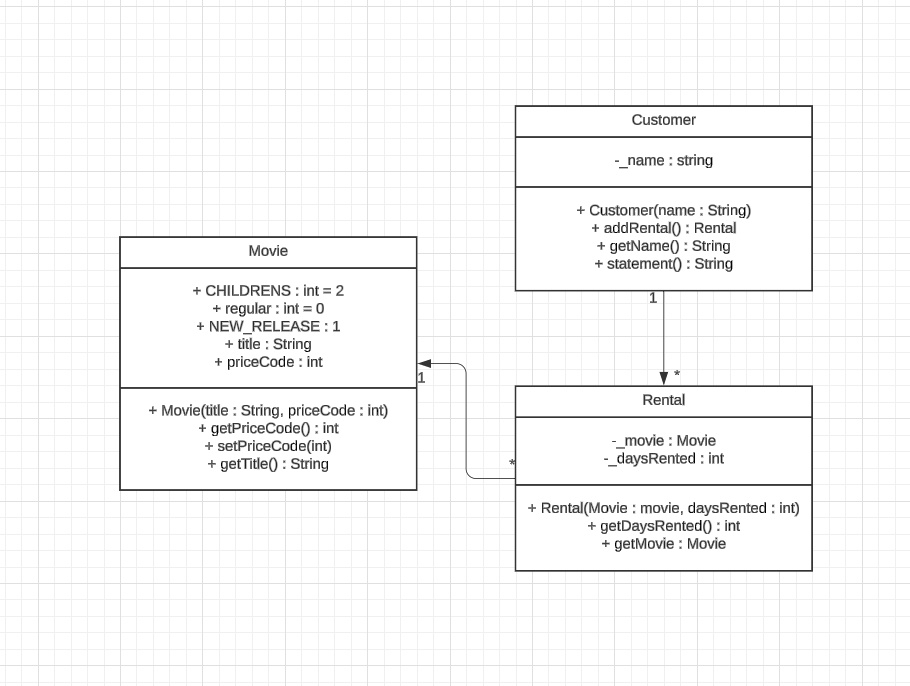 Customer
-_name : string
+ Customer(name : String)
+ addRental() : Rental
+ getName() : String
+ statement() : String
1
*
Movie
+ CHILDRENS : int = 2
+ regular : int = 0
+ NEW_RELEASE : 1
+ title : String
+ priceCode : int
+ Movie(title : String, priceCode : int)
+ getPriceCode() : int
+ setPriceCode(int)
+ getTitle() : String
1
*
Rental
-_movie : Movie
-_daysRented : int
+ Rental(Movie : movie, daysRented : int)
+ getDaysRented() : int
+ getMovie : Movie